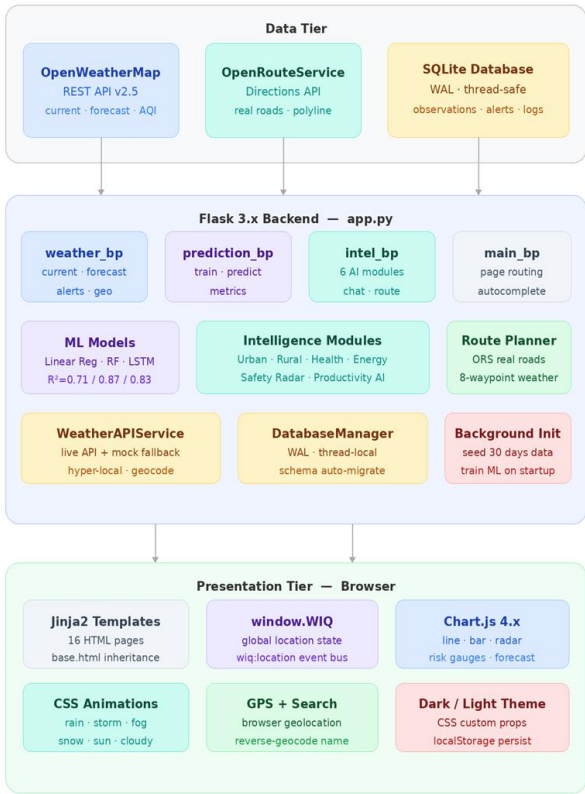 Data Tier
OpenWeatherMap
REST API v2.5
current · forecast · AQI
OpenRouteService
Directions API
real roads · polyline
SQLite Database
WAL · thread-safe
observations · alerts · logs
Flask 3.x Backend — app.py
weather_bp
current · forecast
alerts · geo
prediction_bp
train · predict
metrics
intel_bp
6 AI modules
chat · route
main_bp
page routing
autocomplete
ML Models
Linear Reg · RF · LSTM
R²=0.71 / 0.87 / 0.83
Intelligence Modules
Urban · Rural · Health · Energy
Safety Radar · Productivity AI
Route Planner
ORS real roads
8-waypoint weather
WeatherAPIService
live API + mock fallback
hyper-local · geocode
DatabaseManager
WAL · thread-local
schema auto-migrate
Background Init
seed 30 days data
train ML on startup
Presentation Tier — Browser
Jinja2 Templates
16 HTML pages
base.html inheritance
window.WIQ
global location state
wiq:location event bus
Chart.js 4.x
line · bar · radar
risk gauges · forecast
CSS Animations
rain · storm · fog
snow · sun · cloudy
GPS + Search
browser geolocation
reverse-geocode name
Dark / Light Theme
CSS custom props
localStorage persist